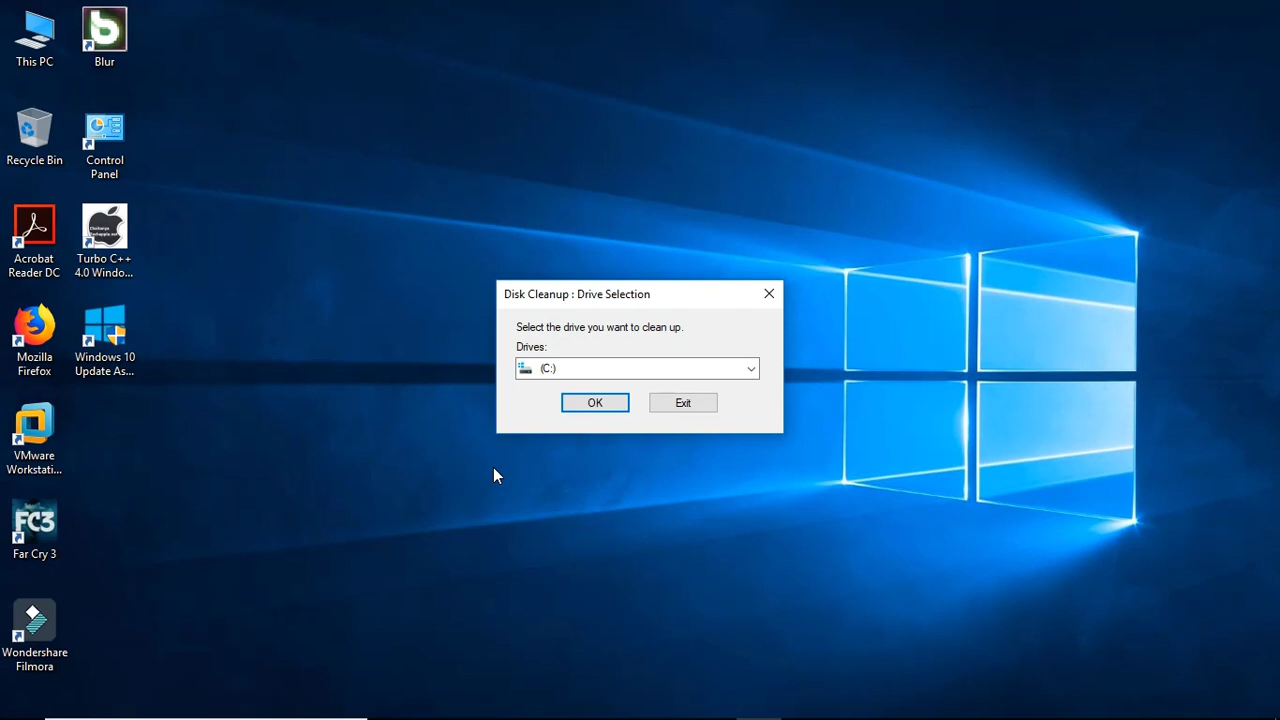 This PC
Blur
Recycle Bin
Control
Panel
Acrobat
Reader DC
Turbo C++
4.0 Windo...
Mozilla
Firefox
Windows 10
Update As...
VMware
Workstati...
FC3
Far Cry 3
Wondershare
Filmora
Disk Cleanup : Drive Selection
Select the drive you want to clean up.
Drives:
(C:)
OK
Exit